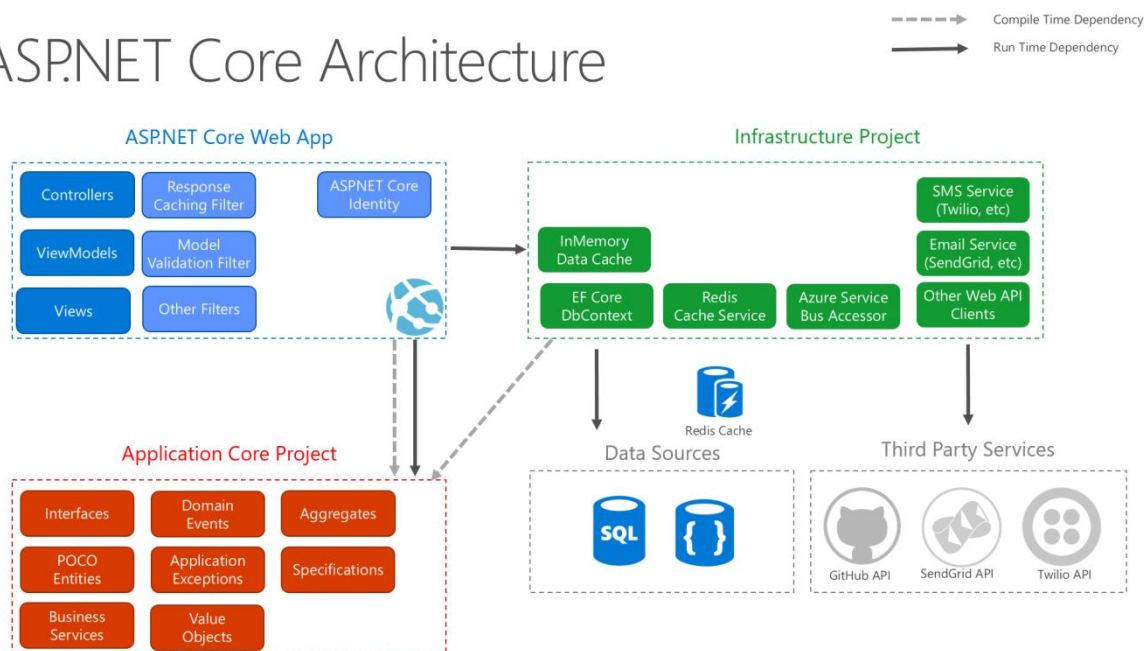 Compile Time Dependency
Run Time Dependency
ASP.NET Core Architecture
ASP.NET Core Web App
Controllers
Response
Caching Filter
ASP.NET Core
Identity
ViewModels
Model
Validation Filter
Views
Other Filters
Infrastructure Project
SMS Service
(Twilio, etc)
InMemory
Data Cache
Email Service
(SendGrid, etc)
EF Core
DbContext
Redis
Cache Service
Azure Service
Bus Accessor
Other Web API
Clients
Redis Cache
Application Core Project
Interfaces
Domain
Events
Aggregates
POCO
Entities
Application
Exceptions
Specifications
Business
Services
Value
Objects
Data Sources
SQL
{ }
Third Party Services
GitHub API
SendGrid API
Twilio API